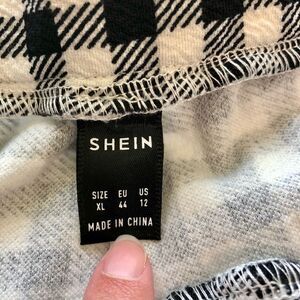 SHEIN
SIZE EU US
XL 44 12
MADE IN CHINA